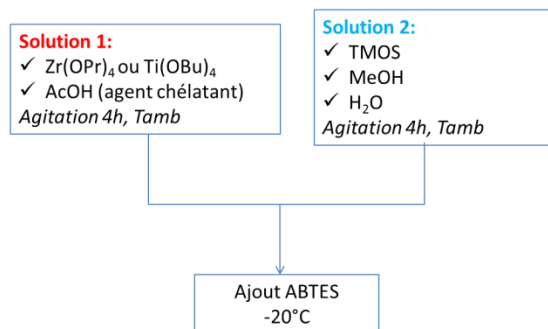 Solution 1:
✓ Zr(OPr)₄ ou Ti(OBu)₄
✓ AcOH (agent chélatant)
Agitation 4h, Tamb
Solution 2:
✓ TMOS
✓ MeOH
✓ H₂O
Agitation 4h, Tamb
Ajout ABTES
-20°C